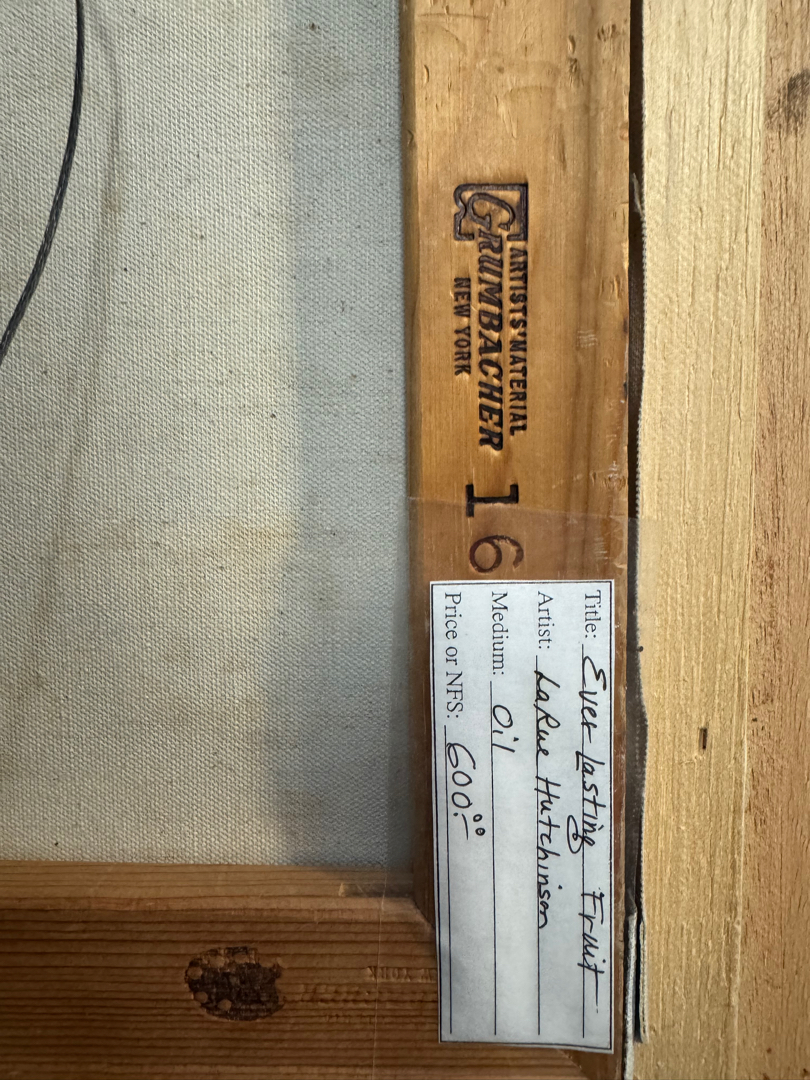 ARTISTS' MATERIAL
GRUMBACHER
NEW YORK
16
Title: Ever Lasting Fruit
Artist: LaRue Hutchinson
Medium: Oil
Price or NFS: 600.00